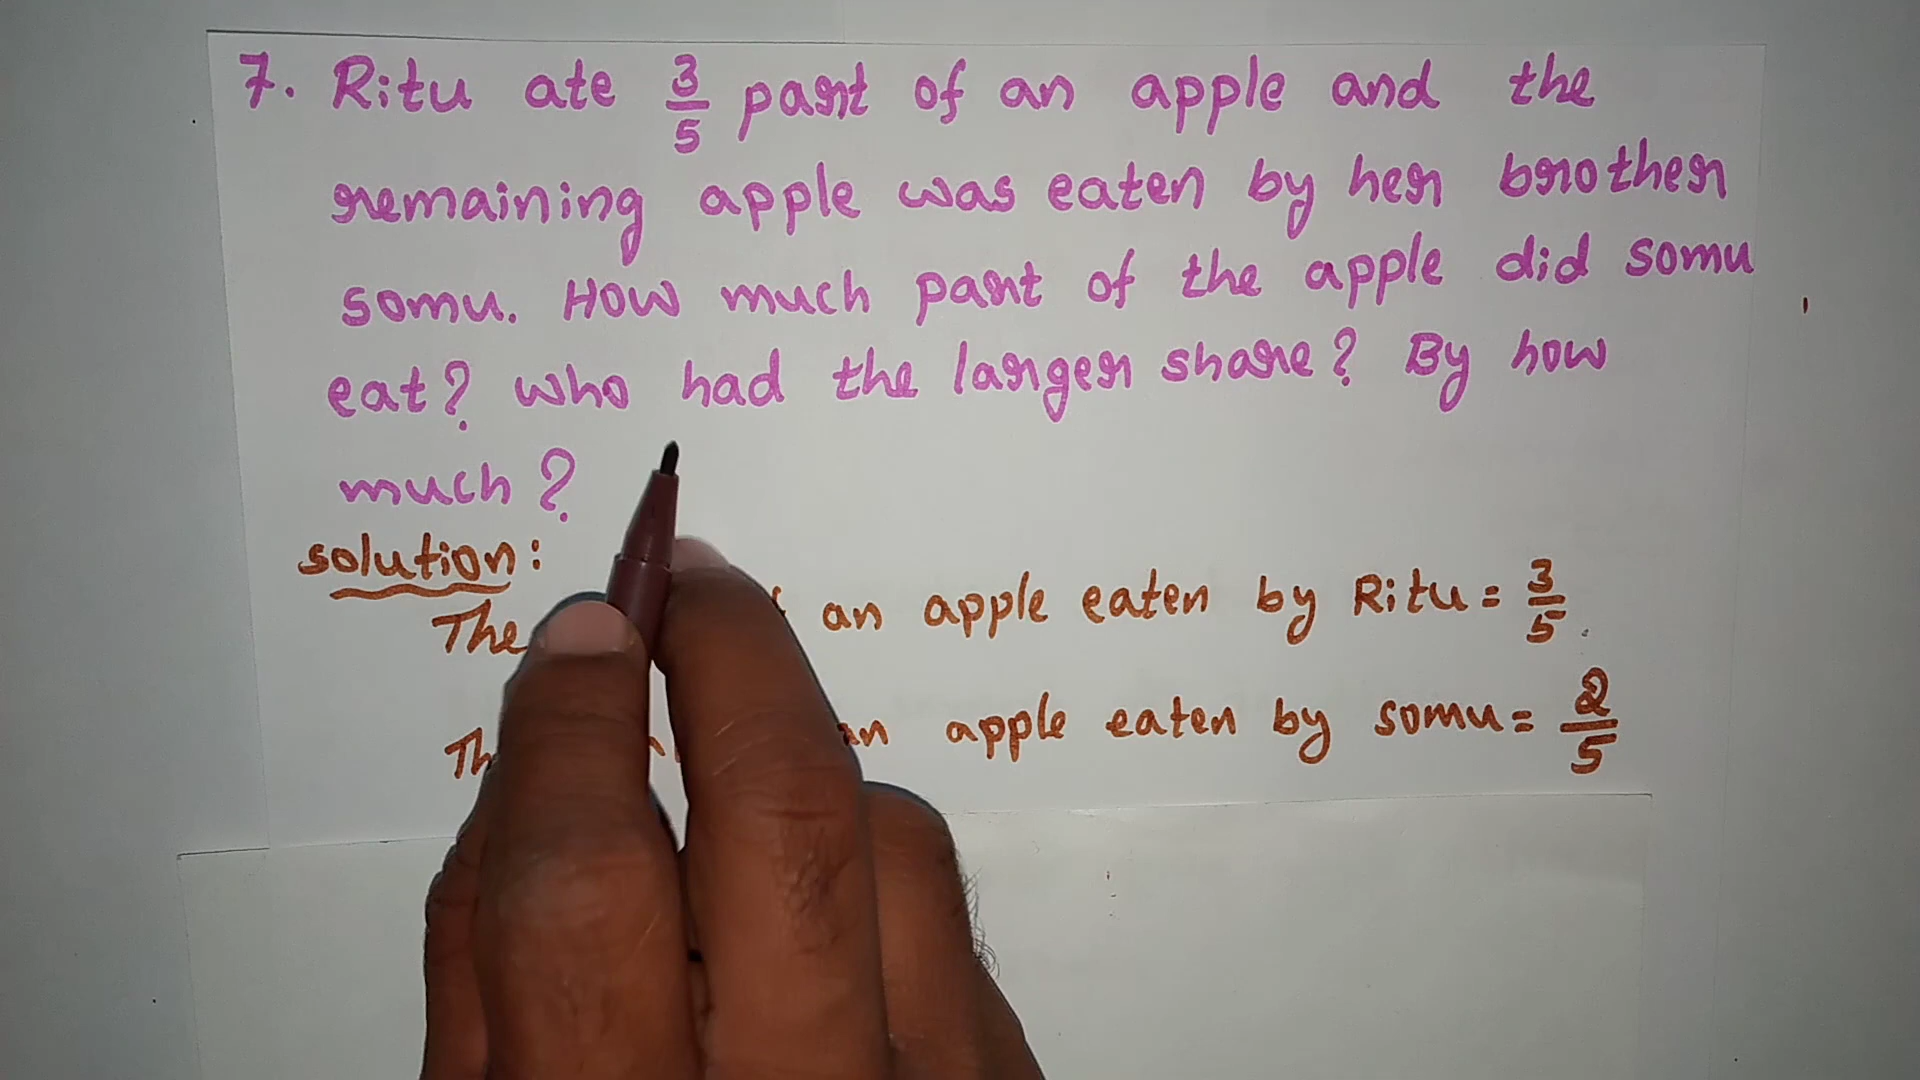 7. Ritu ate 3/5 part of an apple and the
remaining apple was eaten by her brother
somu. How much part of the apple did somu
eat? who had the larger share? By how
much?
solution:
The an apple eaten by Ritu = 3/5.
an apple eaten by somu = 2/5